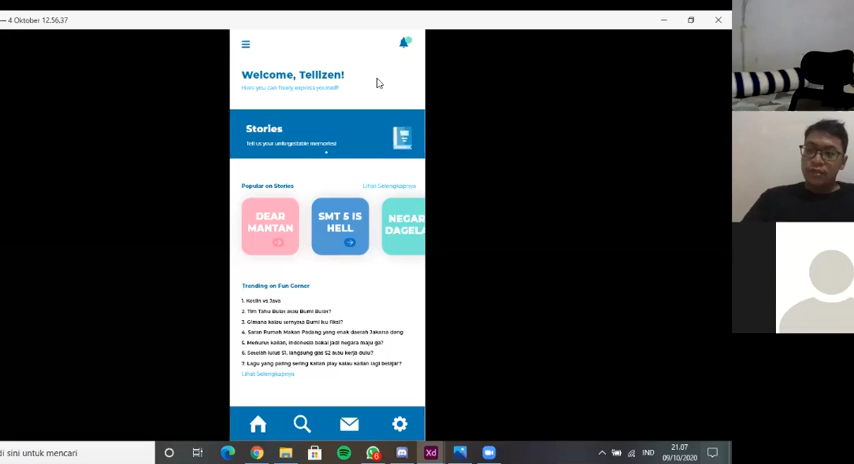 — 4 Oktober 12.56.37
Welcome, Tellizen!
Here you can freely express yourself!
Stories
Tell us your unforgettable memories!
Popular on Stories
Lihat Selengkapnya
DEAR
MANTAN
SMT 5 IS
HELL
NEGAR
DAGELA
Trending on Fun Corner
1. Kotlin vs Java
2. Tim Tahu Bulat atau Bumi Bulat?
3. Gimana kalau ternyata Bumi itu fiksi?
4. Saran Rumah Makan Padang yang enak daerah Jakarta dong
5. Menurut kalian, Indonesia bakal jadi negara maju ga?
6. Setelah lulus S1, langsung gas S2 atau kerja dulu?
7. Lagu yang paling sering kalian play kalau kalian lagi belajar?
Lihat Selengkapnya
di sini untuk mencari
Xd
6
IND
21.07
09/10/2020